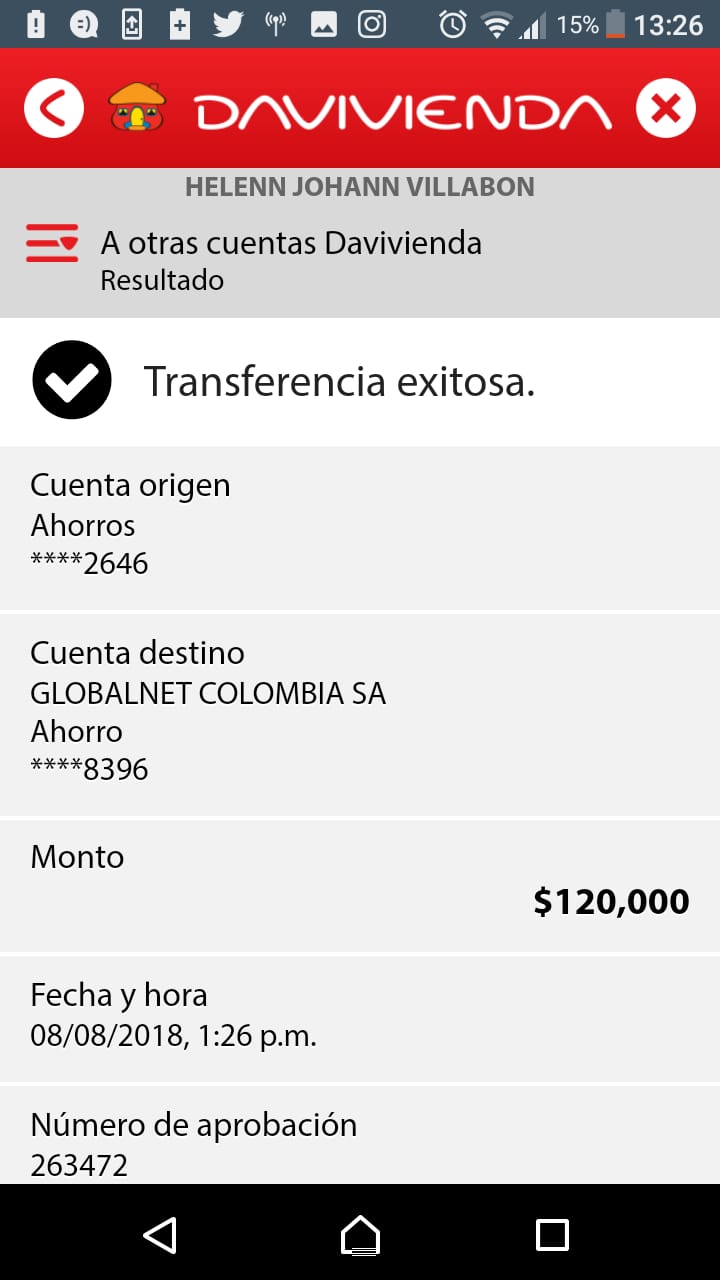 15% 13:26
DAVIVIENDA
HELENN JOHANN VILLABON
A otras cuentas Davivienda
Resultado
Transferencia exitosa.
Cuenta origen
Ahorros
****2646
Cuenta destino
GLOBALNET COLOMBIA SA
Ahorro
****8396
Monto
$120,000
Fecha y hora
08/08/2018, 1:26 p.m.
Número de aprobación
263472